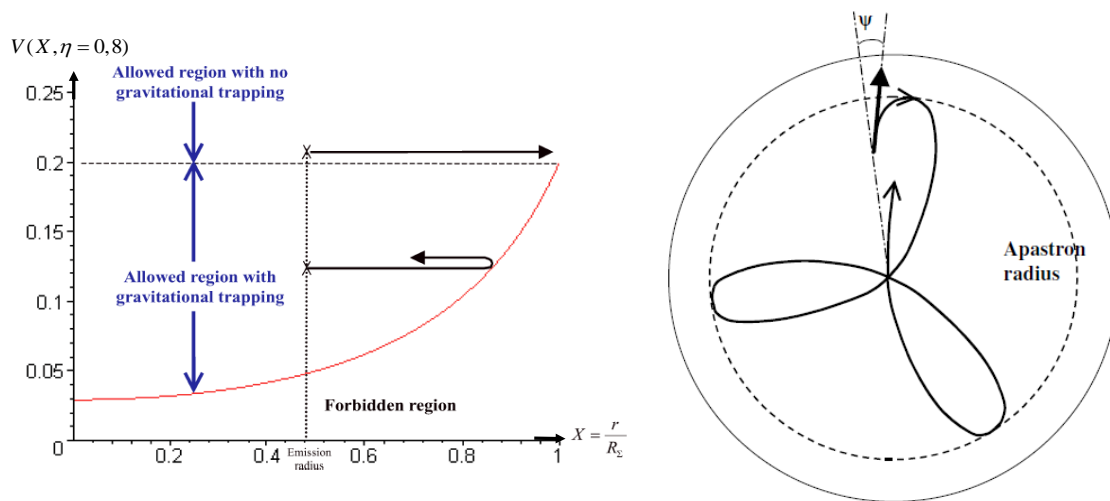 V(X, η = 0,8)
Allowed region with no
gravitational trapping
0.25
0.2
0.15
Allowed region with
gravitational trapping
0.1
0.05
Forbidden region
0
0.2
0.4
Emission
radius
0.6
0.8
1
X = r / R_Σ
ψ
Apastron
radius